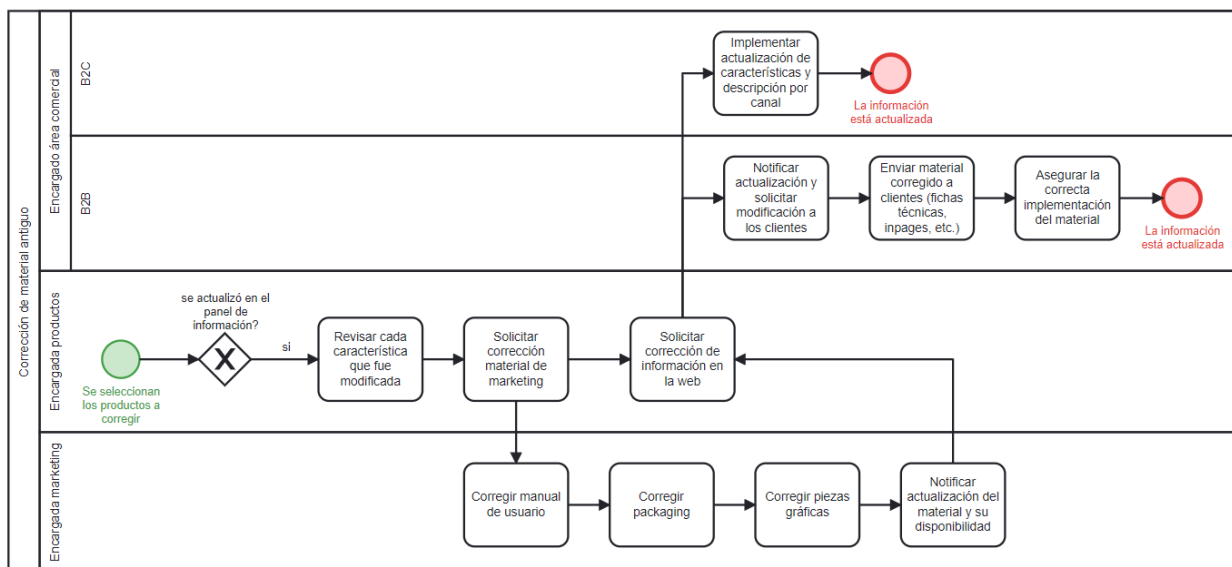 Corrección de material antiguo
Encargado área comercial
B2C
Implementar
actualización de
características y
descripción por
canal
La información
está actualizada
B2B
Notificar
actualización y
solicitar
modificación a
los clientes
Enviar material
corregido a
clientes (fichas
técnicas,
inpages, etc.)
Asegurar la
correcta
implementación
del material
La información
está actualizada
Encargada productos
Se seleccionan
los productos a
corregír
se actualizó en el
panel de
información?
X
si
Revisar cada
característica
que fue
modificada
Solicitar
corrección
material de
marketing
Solicitar
corrección de
información en
la web
Encargada marketing
Corregir manual
de usuario
Corregir
packaging
Corregir piezas
gráficas
Notificar
actualización del
material y su
disponibilidad